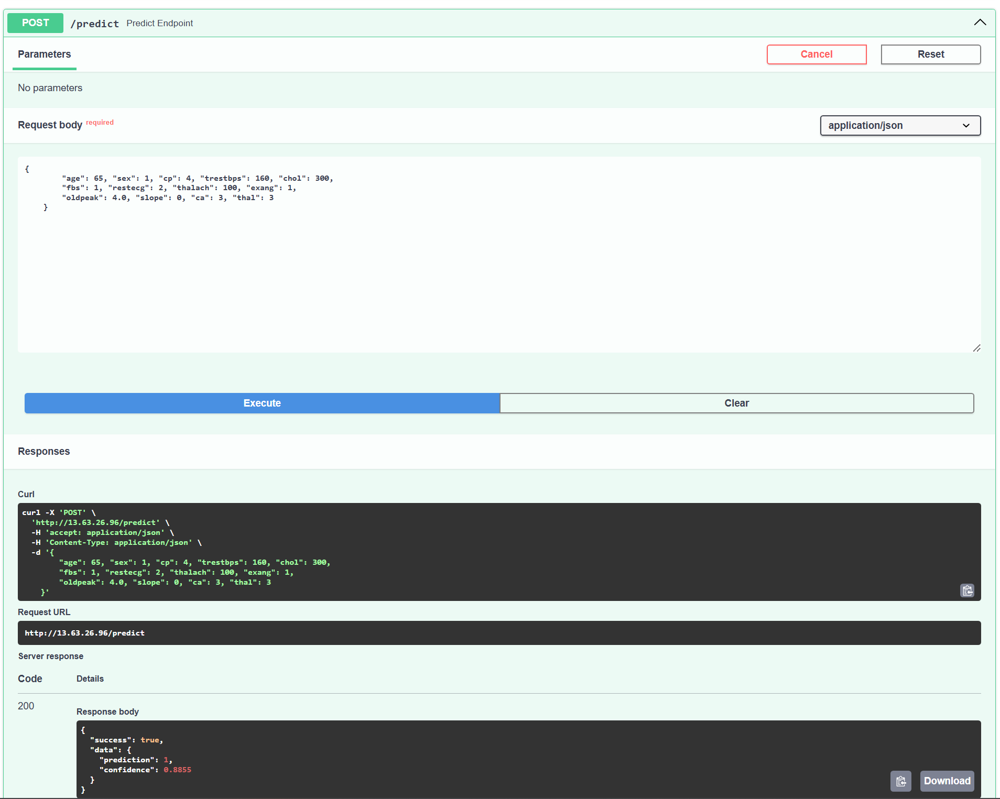 POST /predict Predict Endpoint
Parameters Cancel Reset
No parameters
Request body required application/json
{
"age": 65, "sex": 1, "cp": 4, "trestbps": 160, "chol": 300,
"fbs": 1, "restecg": 2, "thalach": 100, "exang": 1,
"oldpeak": 4.0, "slope": 0, "ca": 3, "thal": 3
}
Execute Clear
Responses
Curl
curl -X 'POST' \
'http://13.63.26.96/predict' \
-H 'accept: application/json' \
-H 'Content-Type: application/json' \
-d '{
"age": 65, "sex": 1, "cp": 4, "trestbps": 160, "chol": 300,
"fbs": 1, "restecg": 2, "thalach": 100, "exang": 1,
"oldpeak": 4.0, "slope": 0, "ca": 3, "thal": 3
}'
Request URL
http://13.63.26.96/predict
Server response
Code Details
200
Response body
{
"success": true,
"data": {
"prediction": 1,
"confidence": 0.8855
}
}
Download